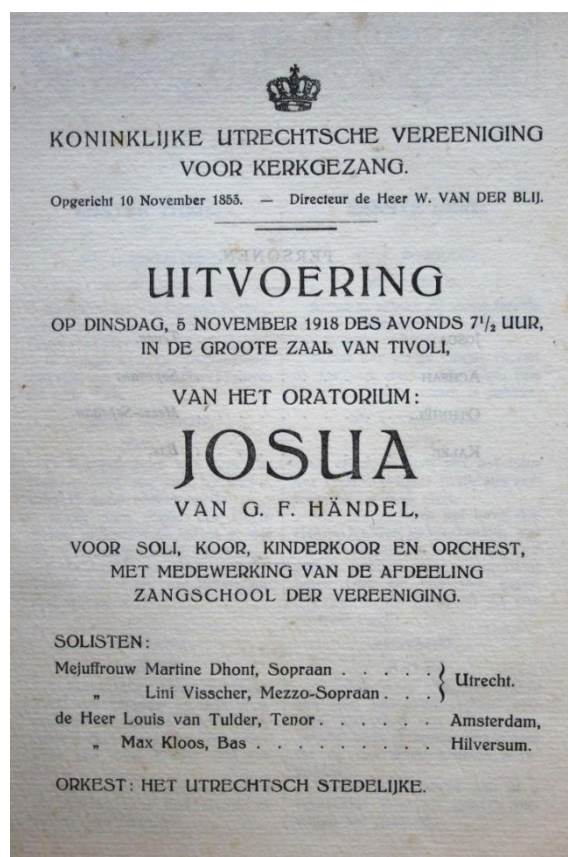 KONINKLIJKE UTRECHTSCHE VEREENIGING
VOOR KERKGEZANG.
Opgericht 10 November 1853. — Directeur de Heer W. VAN DER BLIJ.
UITVOERING
OP DINSDAG, 5 NOVEMBER 1918 DES AVONDS 7½ UUR,
IN DE GROOTE ZAAL VAN TIVOLI,
VAN HET ORATORIUM:
JOSUA
VAN G. F. HÄNDEL,
VOOR SOLI, KOOR, KINDERKOOR EN ORCHEST,
MET MEDEWERKING VAN DE AFDEELING
ZANGSCHOOL DER VEREENIGING.
SOLISTEN:
Mejuffrouw Martine Dhont, Sopraan . . . . . } Utrecht.
„ Lini Visscher, Mezzo-Sopraan . . . }
de Heer Louis van Tulder, Tenor . . . . . . Amsterdam,
„ Max Kloos, Bas . . . . . . . . . Hilversum.
ORKEST: HET UTRECHTSCH STEDELIJKE.